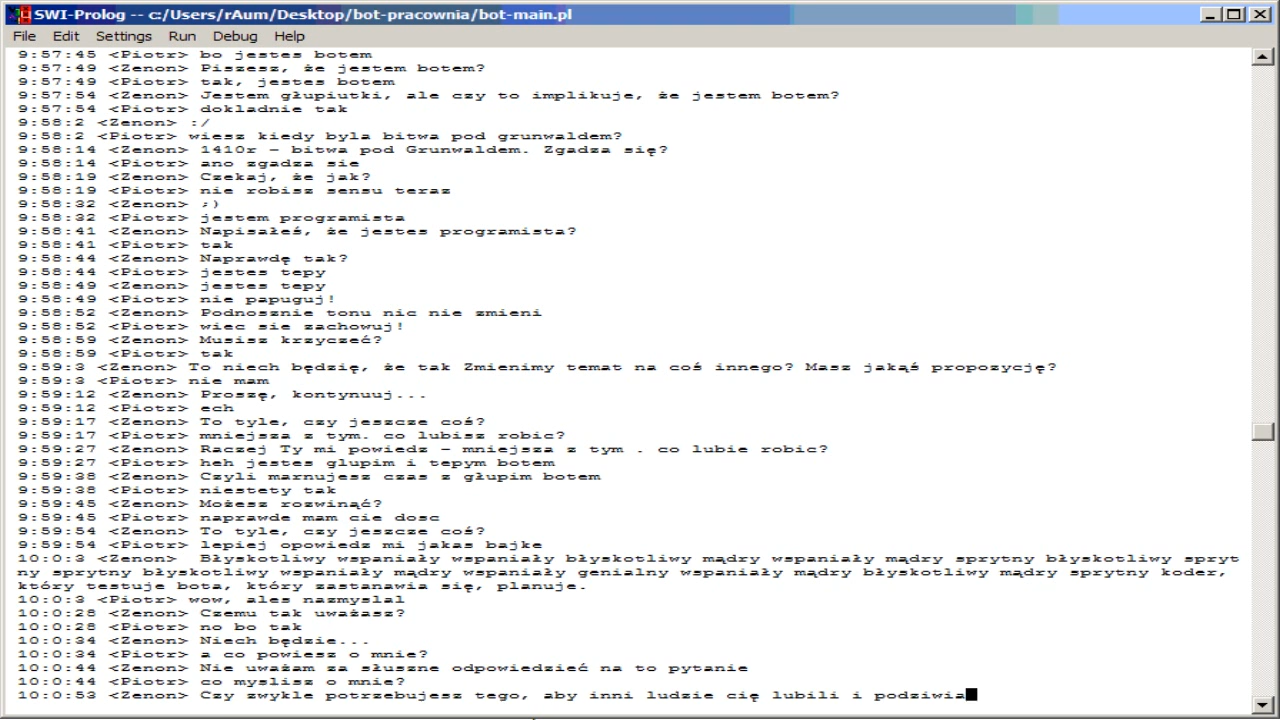 SWI-Prolog -- c:/Users/rAum/Desktop/bot-pracownia/bot-main.pl
File Edit Settings Run Debug Help
9:57:45 <Piotr> bo jestes botem
9:57:49 <Zenon> Piszesz, że jestem botem?
9:57:49 <Piotr> tak, jestes botem
9:57:54 <Zenon> Jestem głupiutki, ale czy to implikuje, że jestem botem?
9:57:54 <Piotr> dokladnie tak
9:58:2 <Zenon> :/
9:58:2 <Piotr> wiesz kiedy byla bitwa pod grunwaldem?
9:58:14 <Zenon> 1410r - bitwa pod Grunwaldem. Zgadza się?
9:58:14 <Piotr> ano zgadza sie
9:58:19 <Zenon> Czekaj, że jak?
9:58:19 <Piotr> nie robisz sensu teraz
9:58:32 <Zenon> ;)
9:58:32 <Piotr> jestem programista
9:58:41 <Zenon> Napisałeś, że jestes programista?
9:58:41 <Piotr> tak
9:58:44 <Zenon> Naprawdę tak?
9:58:44 <Piotr> jestes tepy
9:58:49 <Zenon> jestes tepy
9:58:49 <Piotr> nie papuguj!
9:58:52 <Zenon> Podnosznie tonu nic nie zmieni
9:58:52 <Piotr> wiec sie zachowuj!
9:58:59 <Zenon> Musisz krzyczeć?
9:58:59 <Piotr> tak
9:59:3 <Zenon> To niech będzię, że tak Zmienimy temat na coś innego? Masz jakąś propozycję?
9:59:3 <Piotr> nie mam
9:59:12 <Zenon> Proszę, kontynuuj...
9:59:12 <Piotr> ech
9:59:17 <Zenon> To tyle, czy jeszcze coś?
9:59:17 <Piotr> mniejsza z tym. co lubisz robic?
9:59:27 <Zenon> Raczej Ty mi powiedz - mniejsza z tym . co lubie robic?
9:59:27 <Piotr> heh jestes glupim i tepym botem
9:59:38 <Zenon> Czyli marnujesz czas z głupim botem
9:59:38 <Piotr> niestety tak
9:59:45 <Zenon> Możesz rozwinąć?
9:59:45 <Piotr> naprawde mam cie dosc
9:59:54 <Zenon> To tyle, czy jeszcze coś?
9:59:54 <Piotr> lepiej opowiedz mi jakas bajke
10:0:3 <Zenon> Błyskotliwy wspaniały wspaniały błyskotliwy mądry wspaniały mądry sprytny błyskotliwy spryt
ny sprytny błyskotliwy wspaniały mądry wspaniały genialny wspaniały mądry błyskotliwy mądry sprytny koder,
który testuje bota, który zastanawia się, planuje.
10:0:3 <Piotr> wow, ales nazmyslal
10:0:28 <Zenon> Czemu tak uważasz?
10:0:28 <Piotr> no bo tak
10:0:34 <Zenon> Niech będzie...
10:0:34 <Piotr> a co powiesz o mnie?
10:0:44 <Zenon> Nie uważam za słuszne odpowiedzieć na to pytanie
10:0:44 <Piotr> co myslisz o mnie?
10:0:53 <Zenon> Czy zwykle potrzebujesz tego, aby inni ludzie cię lubili i podziwia